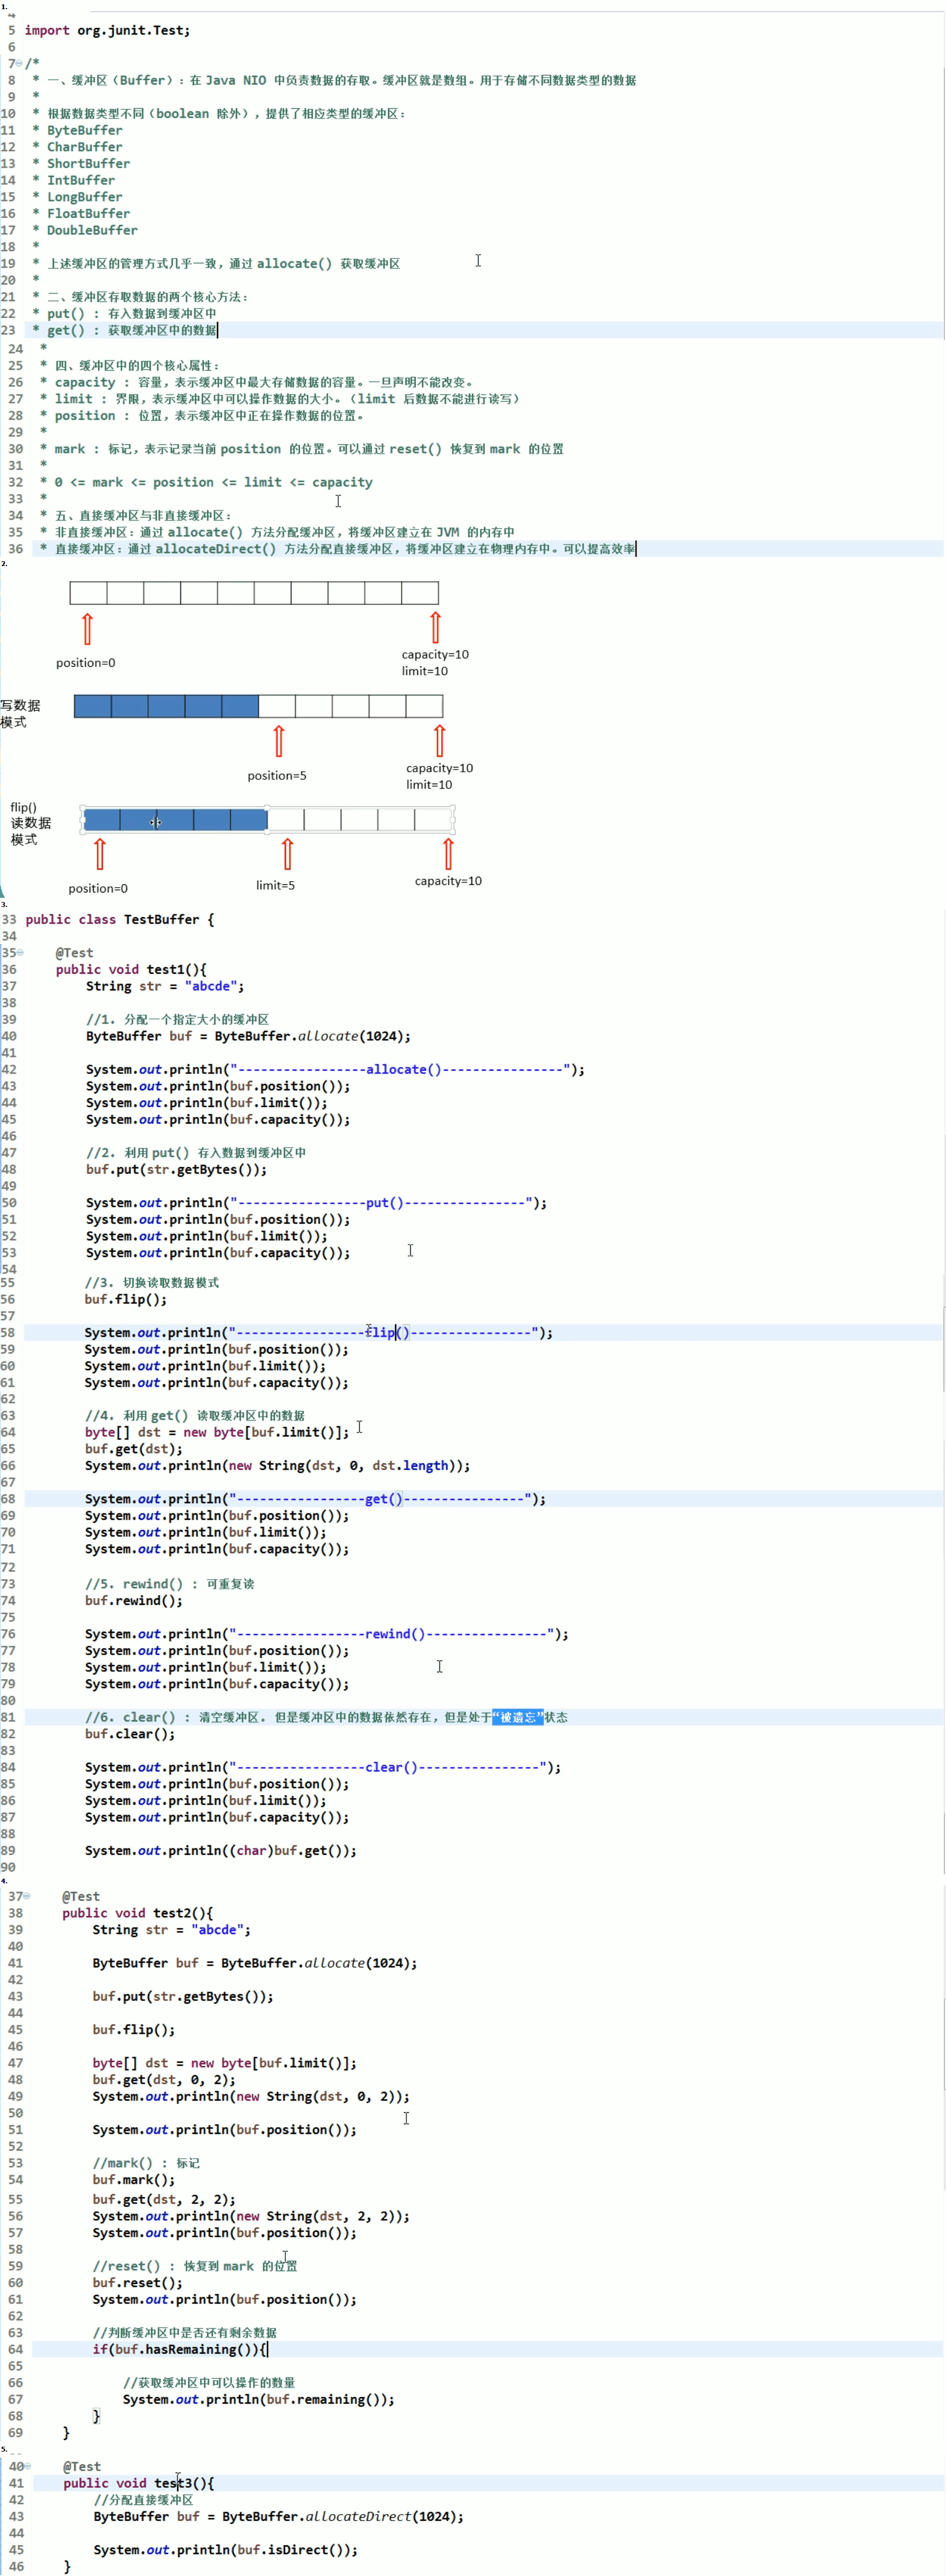 1.
5 import org.junit.Test;
6
7 /*
8 * 一、缓冲区（Buffer）：在 Java NIO 中负责数据的存取。缓冲区就是数组。用于存储不同数据类型的数据
9 *
10 * 根据数据类型不同（boolean 除外），提供了相应类型的缓冲区：
11 * ByteBuffer
12 * CharBuffer
13 * ShortBuffer
14 * IntBuffer
15 * LongBuffer
16 * FloatBuffer
17 * DoubleBuffer
18 *
19 * 上述缓冲区的管理方式几乎一致，通过 allocate() 获取缓冲区
20 *
21 * 二、缓冲区存取数据的两个核心方法：
22 * put() : 存入数据到缓冲区中
23 * get() : 获取缓冲区中的数据
24 *
25 * 四、缓冲区中的四个核心属性：
26 * capacity : 容量，表示缓冲区中最大存储数据的容量。一旦声明不能改变。
27 * limit : 界限，表示缓冲区中可以操作数据的大小。（limit 后数据不能进行读写）
28 * position : 位置，表示缓冲区中正在操作数据的位置。
29 *
30 * mark : 标记，表示记录当前 position 的位置。可以通过 reset() 恢复到 mark 的位置
31 *
32 * 0 <= mark <= position <= limit <= capacity
33 *
34 * 五、直接缓冲区与非直接缓冲区：
35 * 非直接缓冲区：通过 allocate() 方法分配缓冲区，将缓冲区建立在 JVM 的内存中
36 * 直接缓冲区：通过 allocateDirect() 方法分配直接缓冲区，将缓冲区建立在物理内存中。可以提高效率
2.
position=0
capacity=10
limit=10
写数据
模式
position=5
capacity=10
limit=10
flip()
读数据
模式
position=0
limit=5
capacity=10
3.
33 public class TestBuffer {
34
35 @Test
36 public void test1(){
37 String str = "abcde";
38
39 //1. 分配一个指定大小的缓冲区
40 ByteBuffer buf = ByteBuffer.allocate(1024);
41
42 System.out.println("-----------------allocate()----------------");
43 System.out.println(buf.position());
44 System.out.println(buf.limit());
45 System.out.println(buf.capacity());
46
47 //2. 利用 put() 存入数据到缓冲区中
48 buf.put(str.getBytes());
49
50 System.out.println("-----------------put()----------------");
51 System.out.println(buf.position());
52 System.out.println(buf.limit());
53 System.out.println(buf.capacity());
54
55 //3. 切换读取数据模式
56 buf.flip();
57
58 System.out.println("-----------------flip()----------------");
59 System.out.println(buf.position());
60 System.out.println(buf.limit());
61 System.out.println(buf.capacity());
62
63 //4. 利用 get() 读取缓冲区中的数据
64 byte[] dst = new byte[buf.limit()];
65 buf.get(dst);
66 System.out.println(new String(dst, 0, dst.length));
67
68 System.out.println("-----------------get()----------------");
69 System.out.println(buf.position());
70 System.out.println(buf.limit());
71 System.out.println(buf.capacity());
72
73 //5. rewind() : 可重复读
74 buf.rewind();
75
76 System.out.println("-----------------rewind()----------------");
77 System.out.println(buf.position());
78 System.out.println(buf.limit());
79 System.out.println(buf.capacity());
80
81 //6. clear() : 清空缓冲区. 但是缓冲区中的数据依然存在，但是处于“被遗忘”状态
82 buf.clear();
83
84 System.out.println("-----------------clear()----------------");
85 System.out.println(buf.position());
86 System.out.println(buf.limit());
87 System.out.println(buf.capacity());
88
89 System.out.println((char)buf.get());
90
4.
37 @Test
38 public void test2(){
39 String str = "abcde";
40
41 ByteBuffer buf = ByteBuffer.allocate(1024);
42
43 buf.put(str.getBytes());
44
45 buf.flip();
46
47 byte[] dst = new byte[buf.limit()];
48 buf.get(dst, 0, 2);
49 System.out.println(new String(dst, 0, 2));
50
51 System.out.println(buf.position());
52
53 //mark() : 标记
54 buf.mark();
55 buf.get(dst, 2, 2);
56 System.out.println(new String(dst, 2, 2));
57 System.out.println(buf.position());
58
59 //reset() : 恢复到 mark 的位置
60 buf.reset();
61 System.out.println(buf.position());
62
63 //判断缓冲区中是否还有剩余数据
64 if(buf.hasRemaining()){
65
66 //获取缓冲区中可以操作的数量
67 System.out.println(buf.remaining());
68 }
69 }
5.
40 @Test
41 public void test3(){
42 //分配直接缓冲区
43 ByteBuffer buf = ByteBuffer.allocateDirect(1024);
44
45 System.out.println(buf.isDirect());
46 }